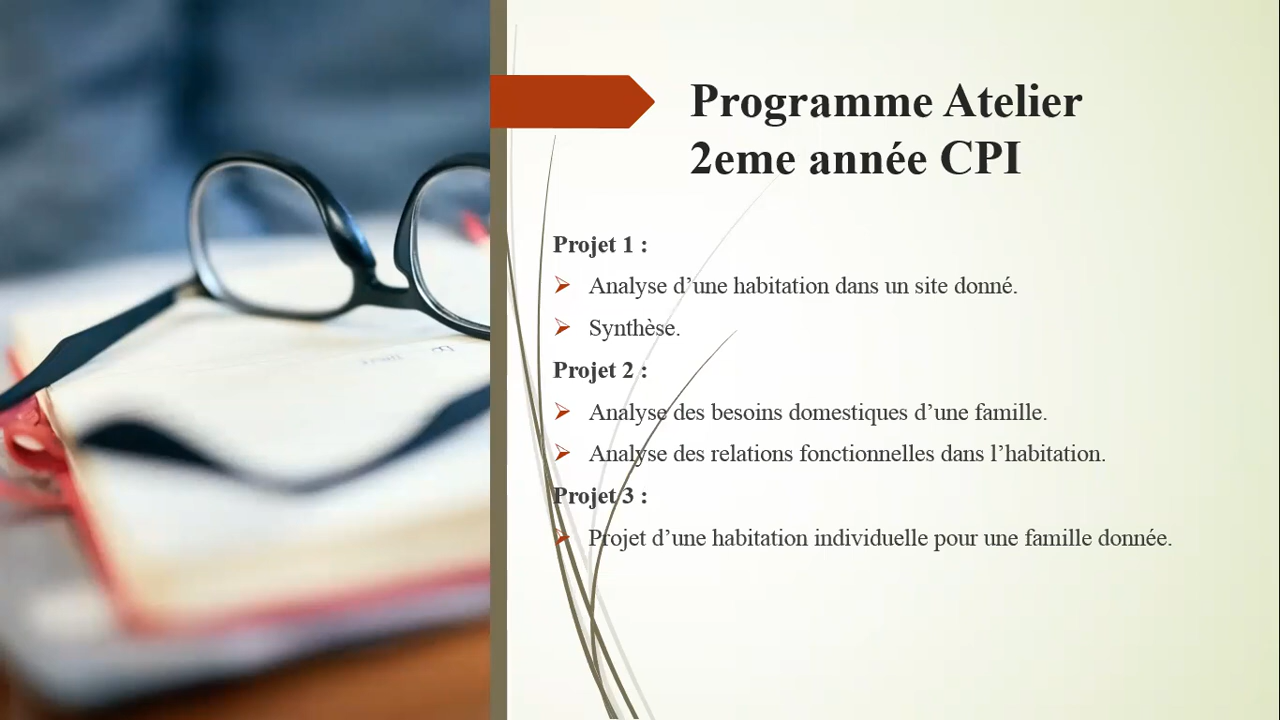 Programme Atelier
2eme année CPI
Projet 1 :
Analyse d’une habitation dans un site donné.
Synthèse.
Projet 2 :
Analyse des besoins domestiques d’une famille.
Analyse des relations fonctionnelles dans l’habitation.
Projet 3 :
Projet d’une habitation individuelle pour une famille donnée.